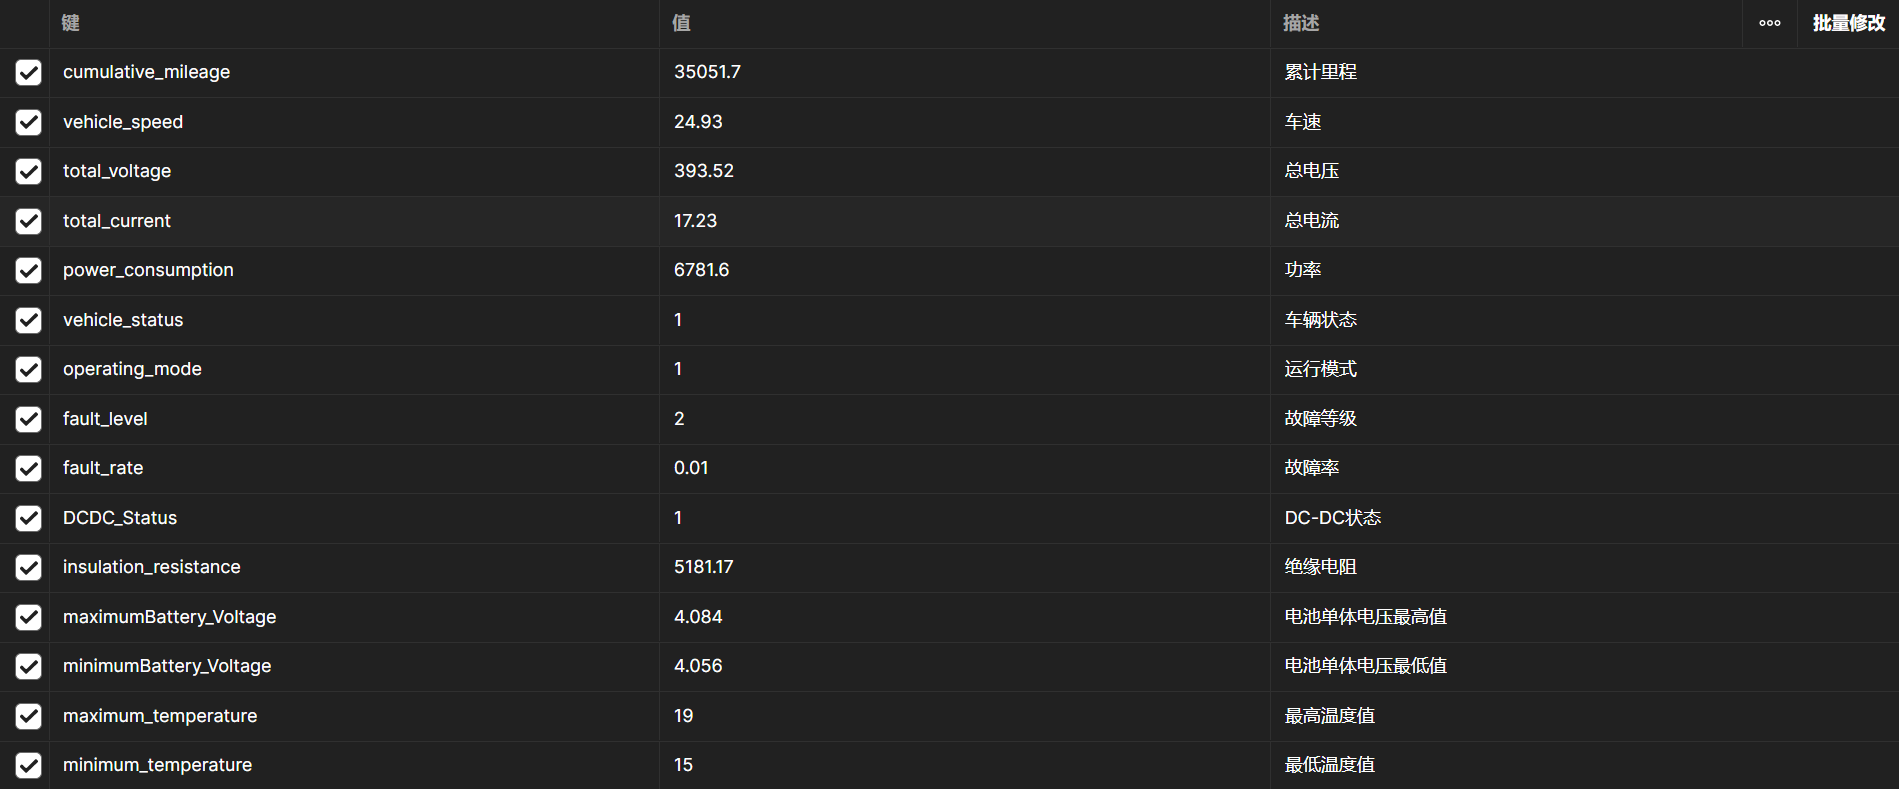 键 值 描述 批量修改
cumulative_mileage 35051.7 累计里程
vehicle_speed 24.93 车速
total_voltage 393.52 总电压
total_current 17.23 总电流
power_consumption 6781.6 功率
vehicle_status 1 车辆状态
operating_mode 1 运行模式
fault_level 2 故障等级
fault_rate 0.01 故障率
DCDC_Status 1 DC-DC状态
insulation_resistance 5181.17 绝缘电阻
maximumBattery_Voltage 4.084 电池单体电压最高值
minimumBattery_Voltage 4.056 电池单体电压最低值
maximum_temperature 19 最高温度值
minimum_temperature 15 最低温度值